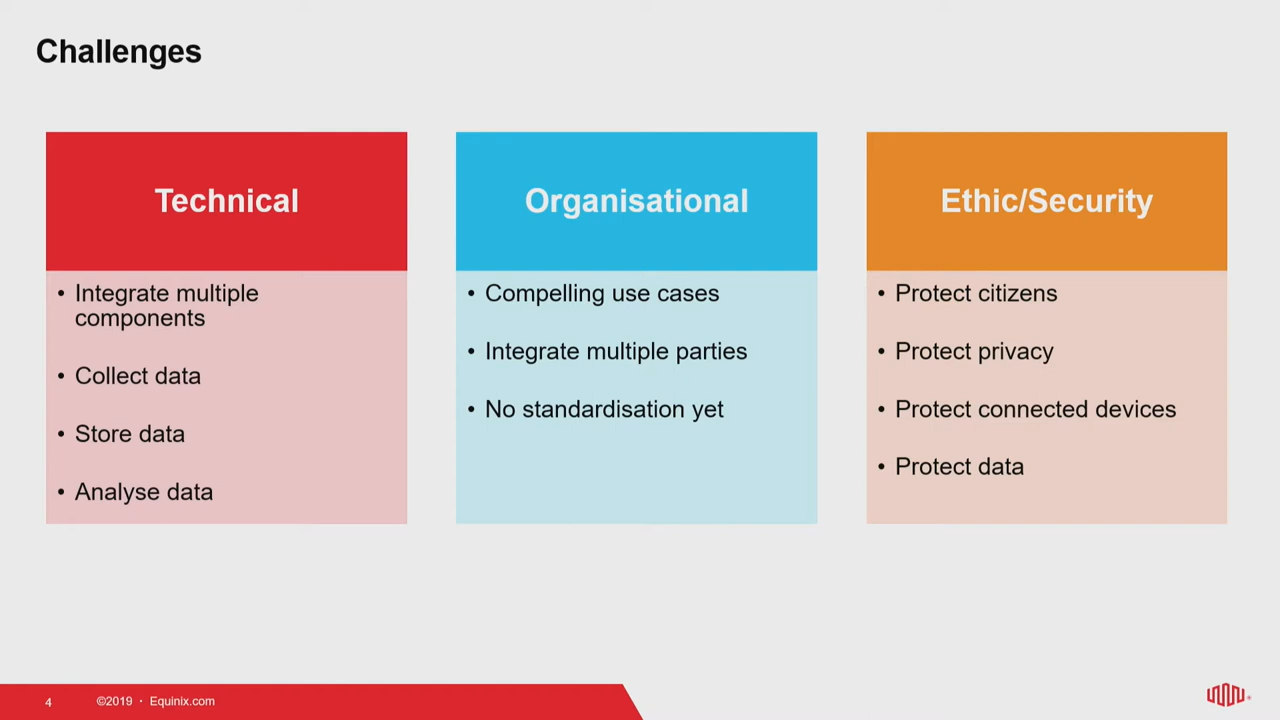 Challenges
Technical
• Integrate multiple
components
• Collect data
• Store data
• Analyse data
Organisational
• Compelling use cases
• Integrate multiple parties
• No standardisation yet
Ethic/Security
• Protect citizens
• Protect privacy
• Protect connected devices
• Protect data
4 ©2019 · Equinix.com